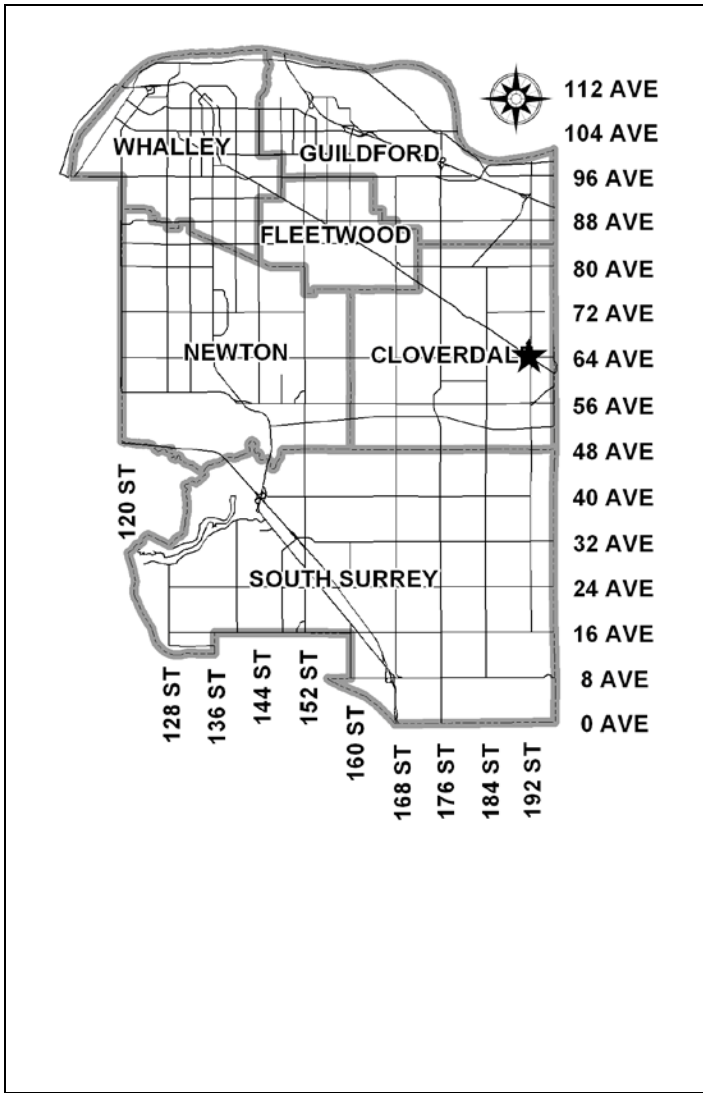 112 AVE
104 AVE
WHALLEY
GUILDFORD
96 AVE
88 AVE
FLEETWOOD
80 AVE
72 AVE
NEWTON
CLOVERDAL
64 AVE
56 AVE
48 AVE
120 ST
40 AVE
32 AVE
SOUTH SURREY
24 AVE
16 AVE
128 ST
136 ST
144 ST
152 ST
160 ST
168 ST
176 ST
184 ST
192 ST
8 AVE
0 AVE